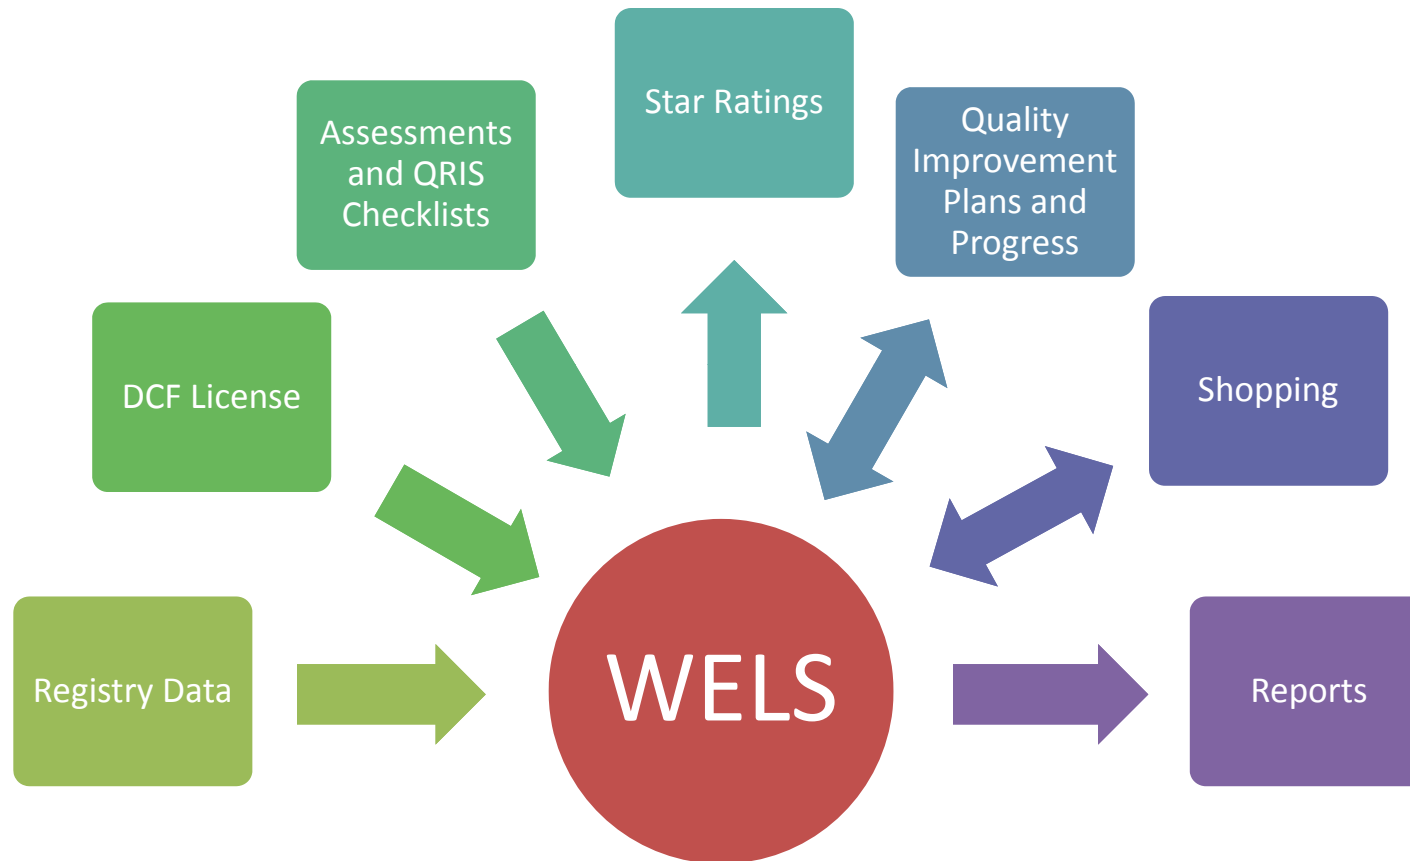 Star Ratings
Assessments
and QRIS
Checklists
Quality
Improvement
Plans and
Progress
DCF License
Shopping
Registry Data
WELS
Reports